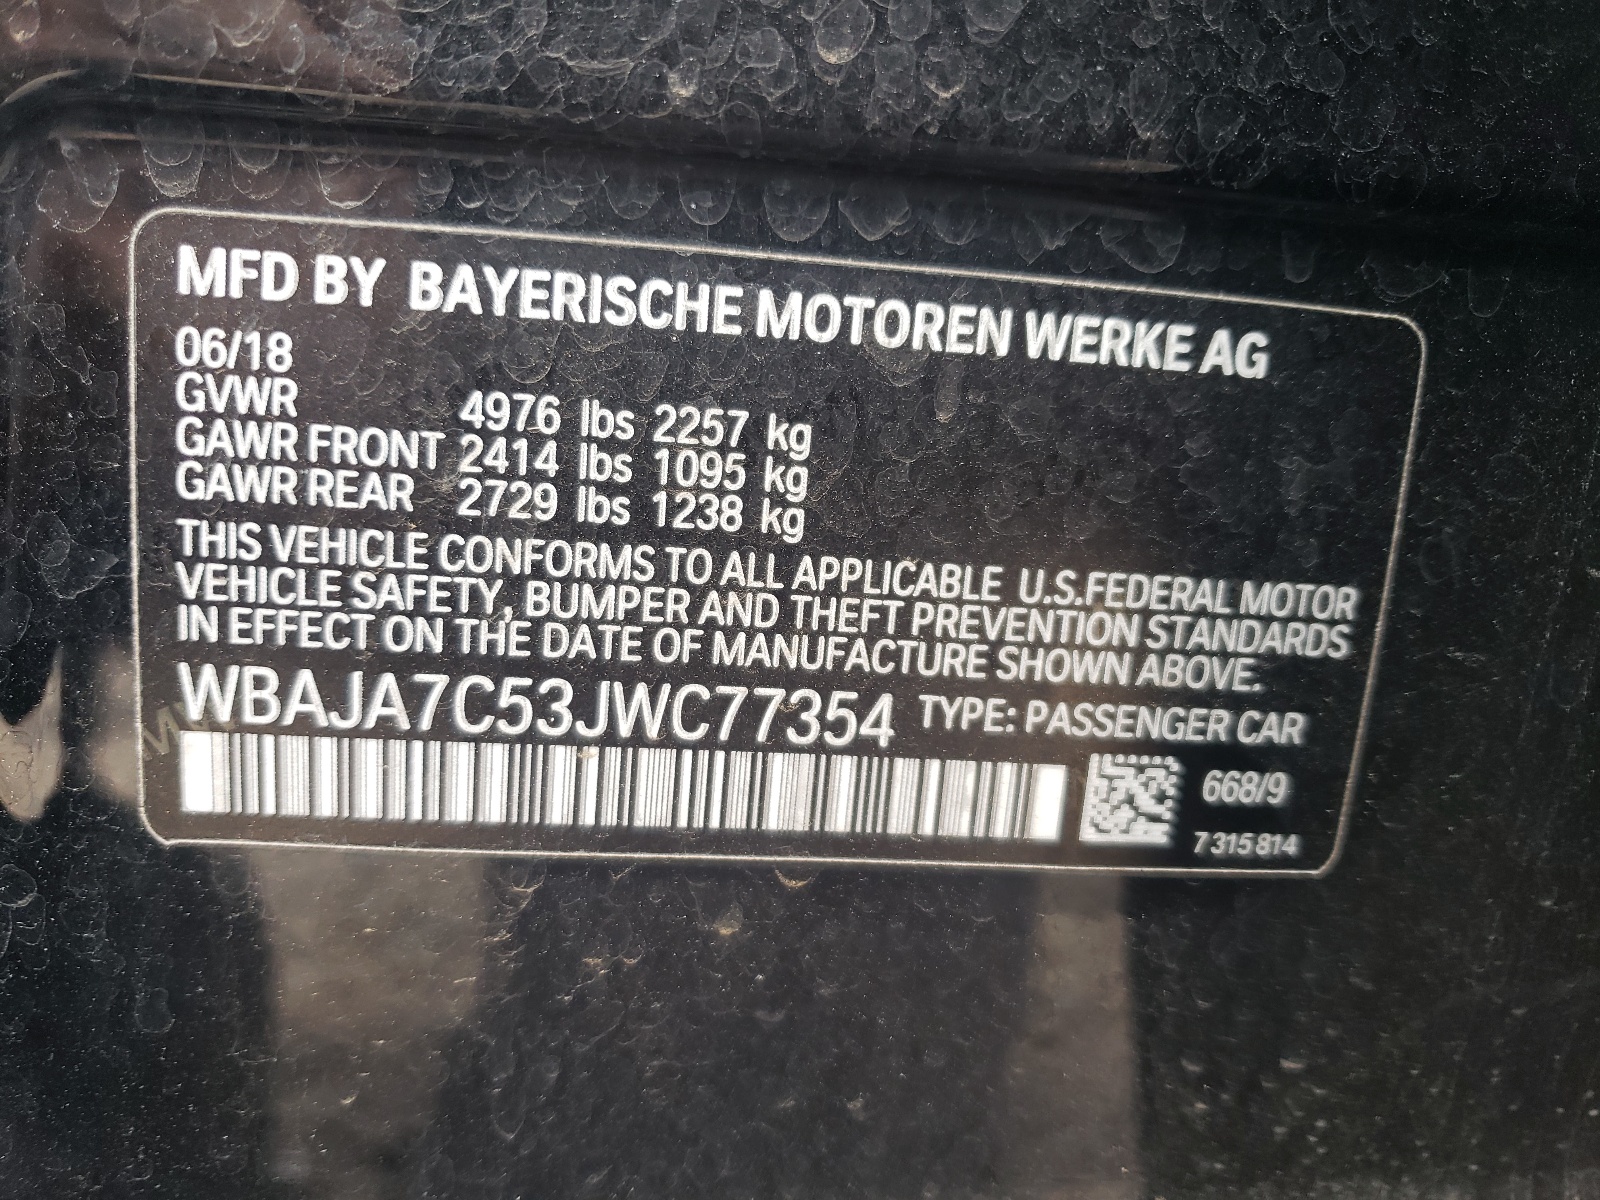 MFD BY BAYERISCHE MOTOREN WERKE AG
06/18
GVWR 4976 lbs 2257 kg
GAWR FRONT 2414 lbs 1095 kg
GAWR REAR 2729 lbs 1238 kg
THIS VEHICLE CONFORMS TO ALL APPLICABLE U.S.FEDERAL MOTOR
VEHICLE SAFETY, BUMPER AND THEFT PREVENTION STANDARDS
IN EFFECT ON THE DATE OF MANUFACTURE SHOWN ABOVE.
WBAJA7C53JWC77354 TYPE: PASSENGER CAR
668/9
7 315 814